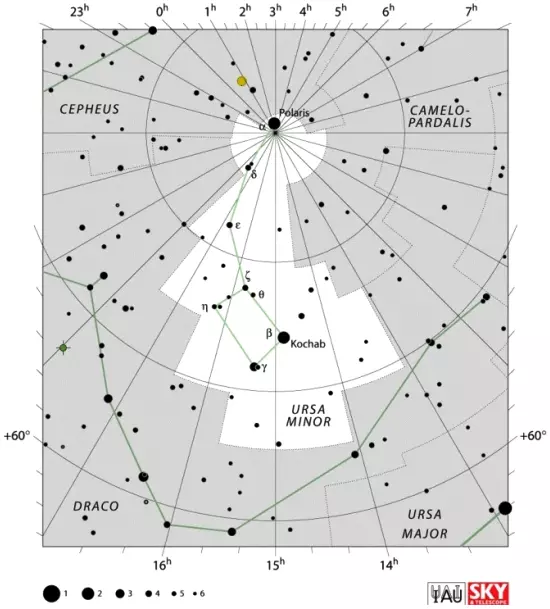 23ʰ 0ʰ 1ʰ 2ʰ 3ʰ 4ʰ 5ʰ 6ʰ 7ʰ
CEPHEUS
Polaris
α
CAMELO-
PARDALIS
δ
ε
ζ
θ
η
β
Kochab
γ
URSA
MINOR
+60° +60°
DRACO
URSA
MAJOR
16ʰ 15ʰ 14ʰ
1 2 3 4 5 6
IAU
SKY
& TELESCOPE